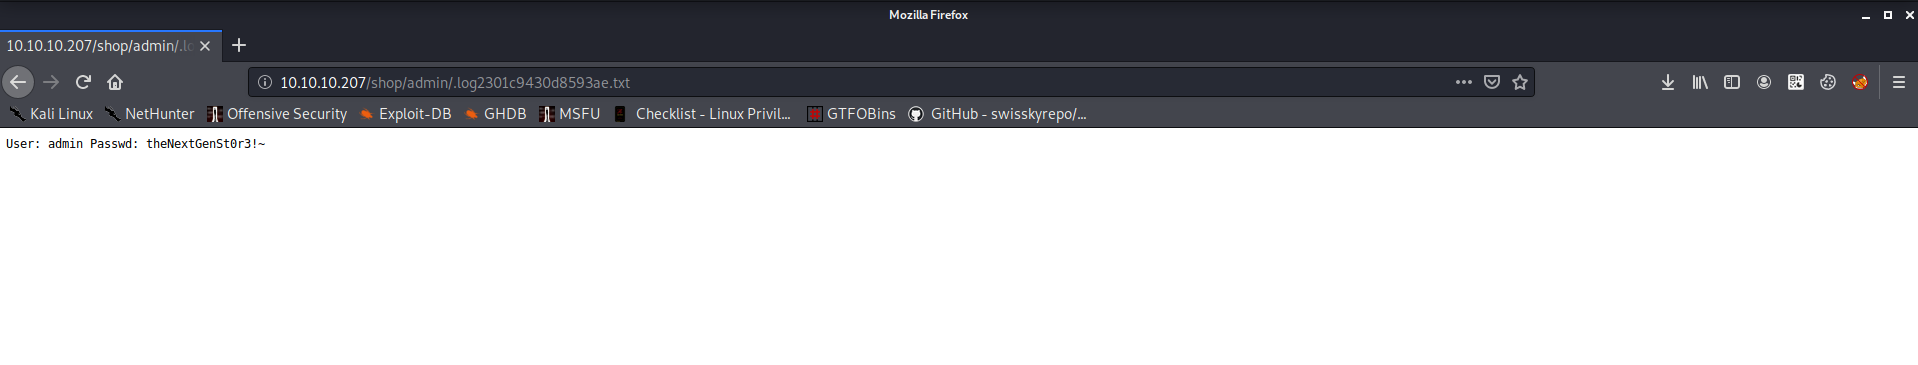 Mozilla Firefox
10.10.10.207/shop/admin/.lo
10.10.10.207/shop/admin/.log2301c9430d8593ae.txt
Kali Linux NetHunter Offensive Security Exploit-DB GHDB MSFU Checklist - Linux Privil... GTFOBins GitHub - swisskyrepo/...
User: admin Passwd: theNextGenSt0r3!~